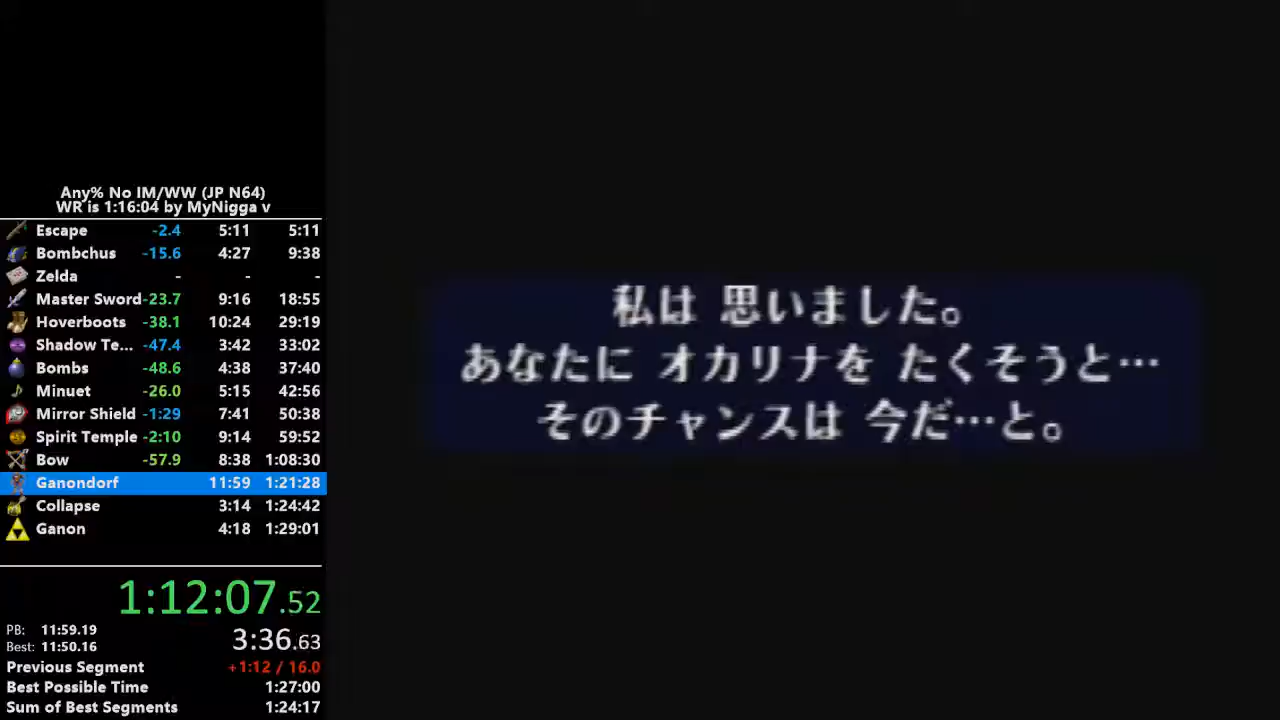 Any% No IM/WW (JP N64)
WR is 1:16:04 by MyNigga v
Escape -2.4 5:11 5:11
Bombchus -15.6 4:27 9:38
Zelda - - -
Master Sword -23.7 9:16 18:55
Hoverboots -38.1 10:24 29:19
Shadow Te... -47.4 3:42 33:02
Bombs -48.6 4:38 37:40
Minuet -26.0 5:15 42:56
Mirror Shield -1:29 7:41 50:38
Spirit Temple -2:10 9:14 59:52
Bow -57.9 8:38 1:08:30
Ganondorf 11:59 1:21:28
Collapse 3:14 1:24:42
Ganon 4:18 1:29:01
1:12:07.52
PB: 11:59.19
Best: 11:50.16
3:36.63
Previous Segment +1:12 / 16.0
Best Possible Time 1:27:00
Sum of Best Segments 1:24:17
私は 思いました。
あなたに オカリナを たくそうと…
そのチャンスは 今だ…と。